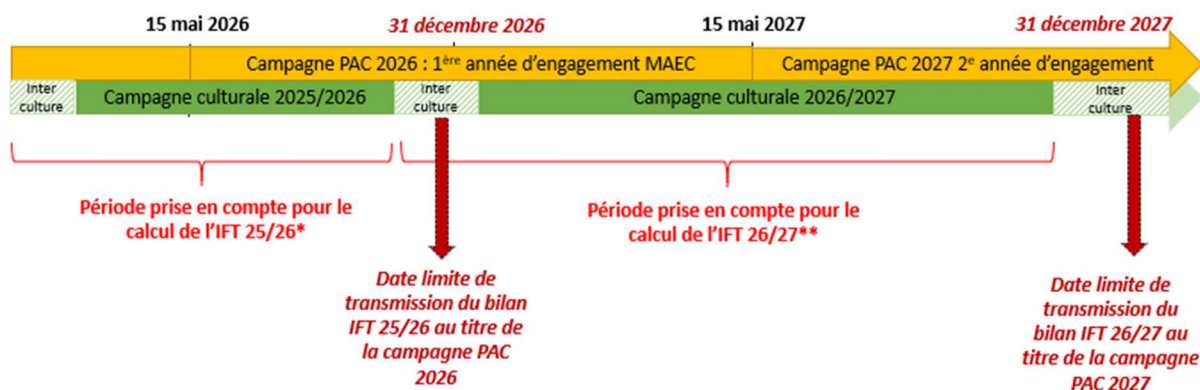 15 mai 2026
31 décembre 2026
15 mai 2027
31 décembre 2027
Campagne PAC 2026 : 1ère année d'engagement MAEC
Campagne PAC 2027 2e année d'engagement
Inter
culture
Campagne culturale 2025/2026
Inter
culture
Campagne culturale 2026/2027
Inter
culture
Période prise en compte pour le
calcul de l'IFT 25/26*
Période prise en compte pour le
calcul de l'IFT 26/27**
Date limite de
transmission du bilan
IFT 25/26 au titre de
la campagne PAC
2026
Date limite de
transmission du
bilan IFT 26/27 au
titre de la campagne
PAC 2027